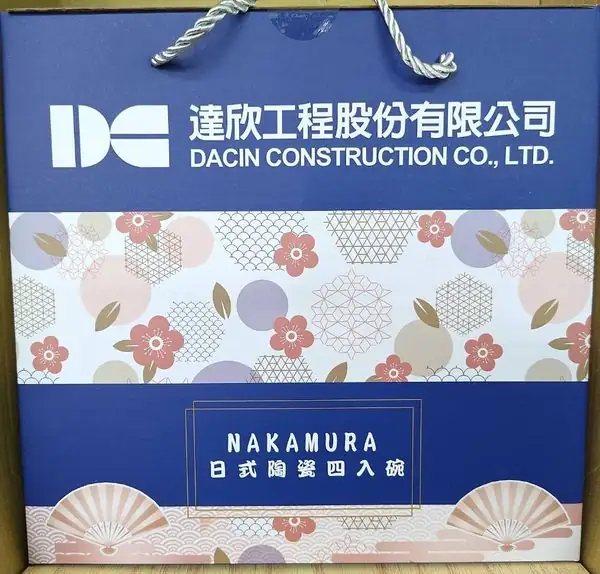 DC 達欣工程股份有限公司
DACIN CONSTRUCTION CO., LTD.
NAKAMURA
日式陶瓷四入碗